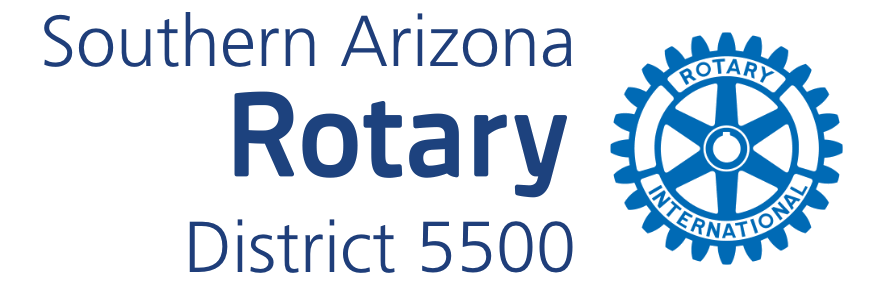 Southern Arizona
Rotary
District 5500
ROTARY
INTERNATIONAL